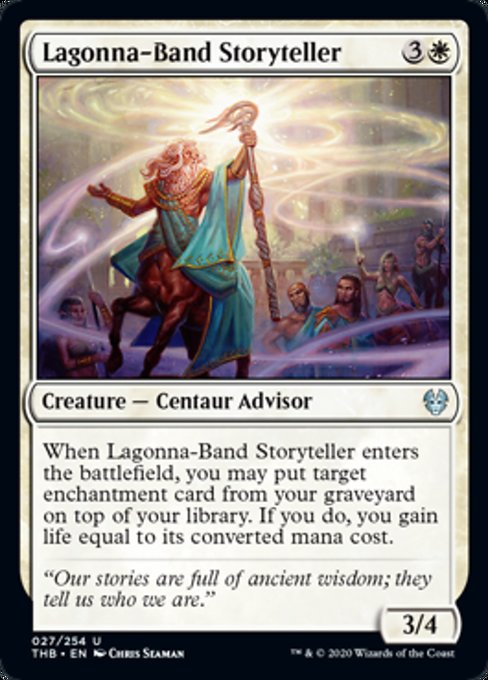 Lagonna-Band Storyteller 3
Creature — Centaur Advisor
When Lagonna-Band Storyteller enters
the battlefield, you may put target
enchantment card from your graveyard
on top of your library. If you do, you gain
life equal to its converted mana cost.
“Our stories are full of ancient wisdom; they
tell us who we are.”
3/4
027/254 U
THB • EN Chris Seaman
™ & © 2020 Wizards of the Coast